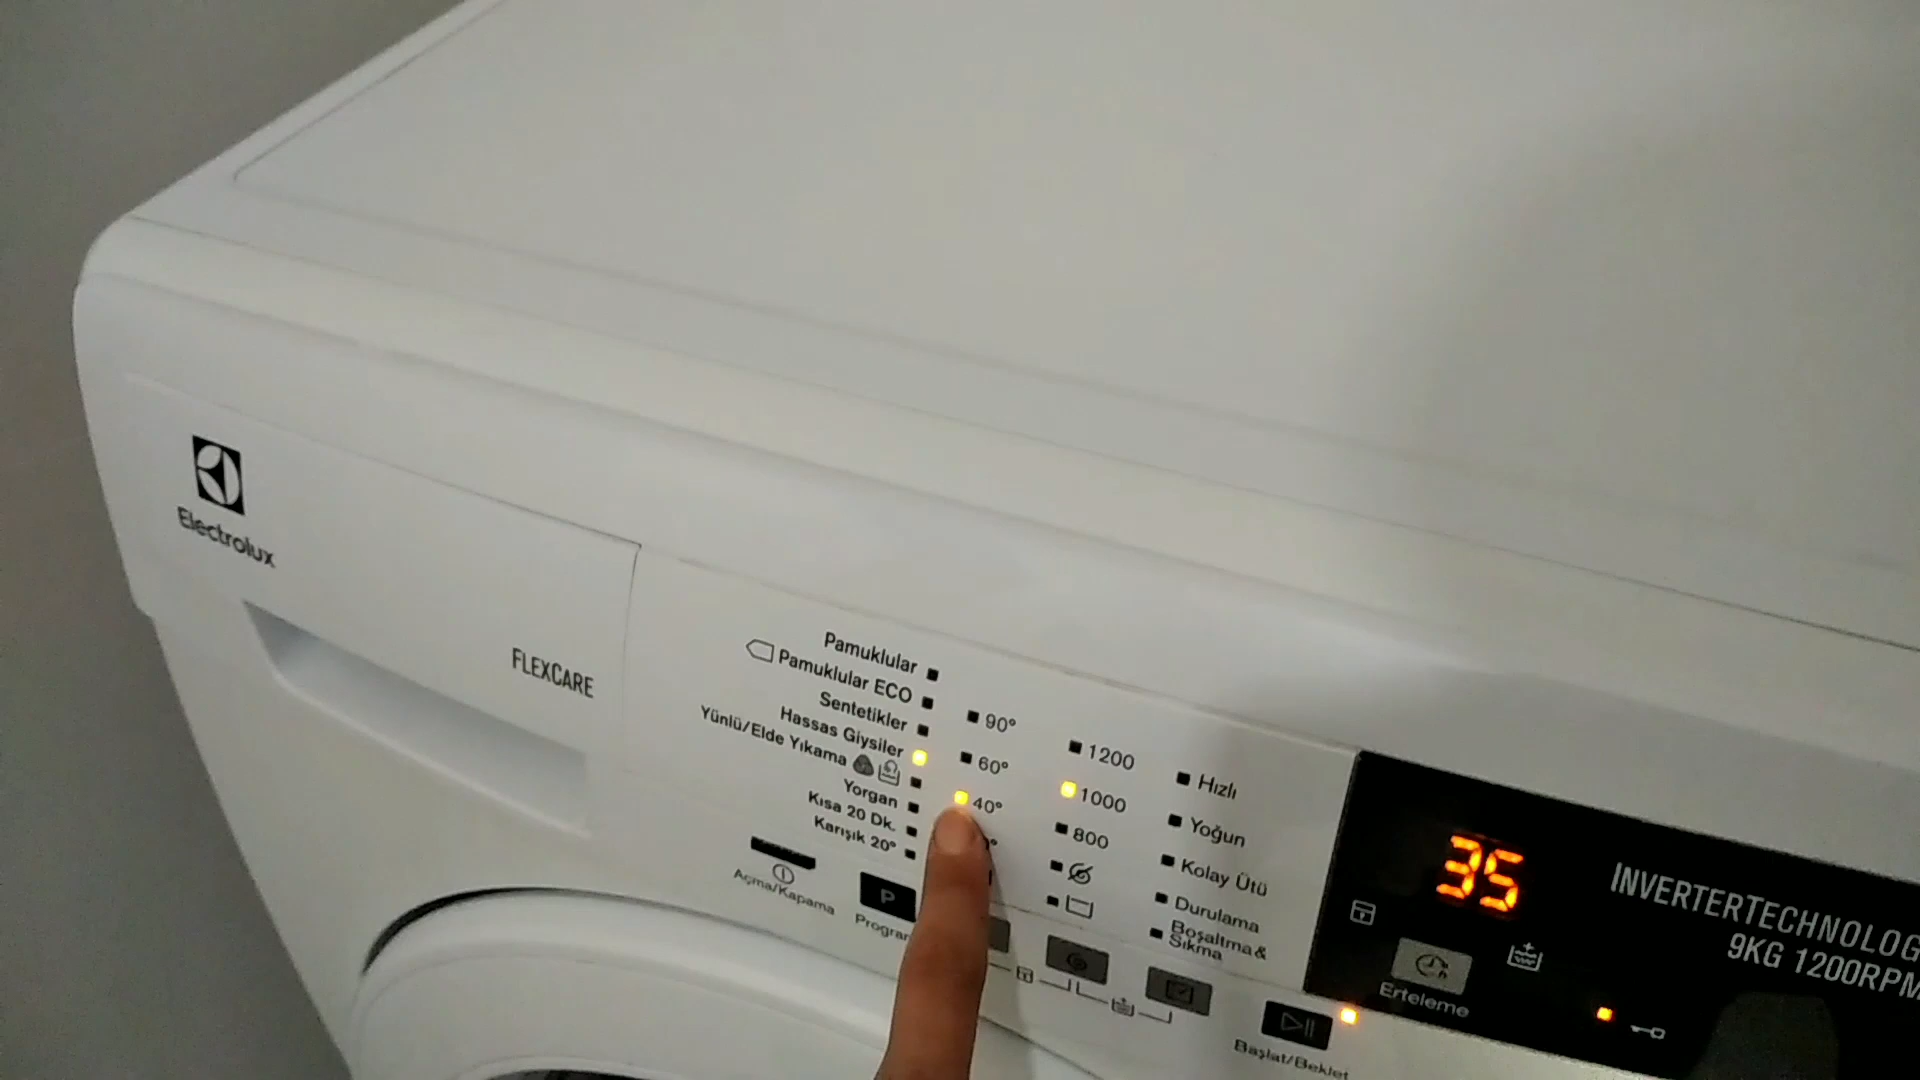 Electrolux
FLEXCARE
Pamuklular
Pamuklular ECO
Sentetikler
Hassas Giysiler
Yünlü/Elde Yıkama
Yorgan
Kısa 20 Dk.
Karışık 20°
90°
60°
40°
1200
1000
800
Hızlı
Yoğun
Kolay Ütü
Durulama
Boşaltma&
Sıkma
Açma/Kapama
P
Program
Başlat/Beklet
35
Erteleme
INVERTERTECHNOLOG
9KG 1200RPM